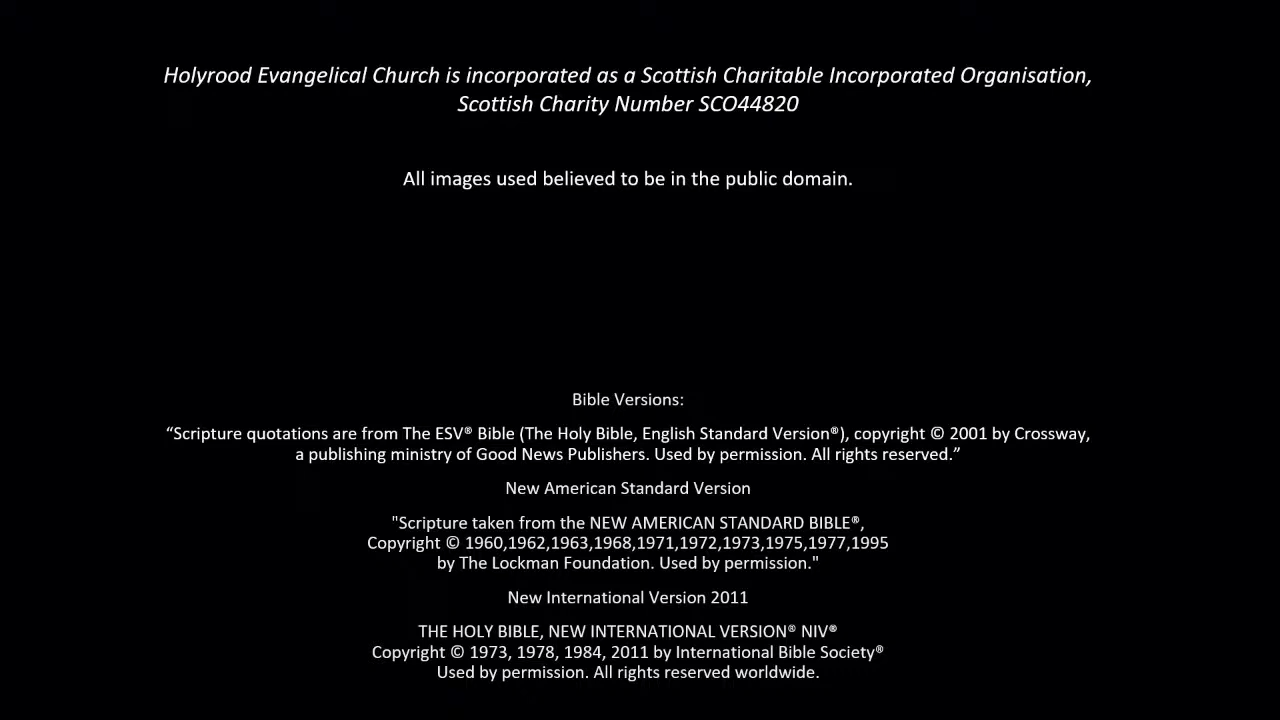 Holyrood Evangelical Church is incorporated as a Scottish Charitable Incorporated Organisation,
Scottish Charity Number SCO44820
All images used believed to be in the public domain.
Bible Versions:
“Scripture quotations are from The ESV® Bible (The Holy Bible, English Standard Version®), copyright © 2001 by Crossway,
a publishing ministry of Good News Publishers. Used by permission. All rights reserved.”
New American Standard Version
"Scripture taken from the NEW AMERICAN STANDARD BIBLE®,
Copyright © 1960,1962,1963,1968,1971,1972,1973,1975,1977,1995
by The Lockman Foundation. Used by permission."
New International Version 2011
THE HOLY BIBLE, NEW INTERNATIONAL VERSION® NIV®
Copyright © 1973, 1978, 1984, 2011 by International Bible Society®
Used by permission. All rights reserved worldwide.